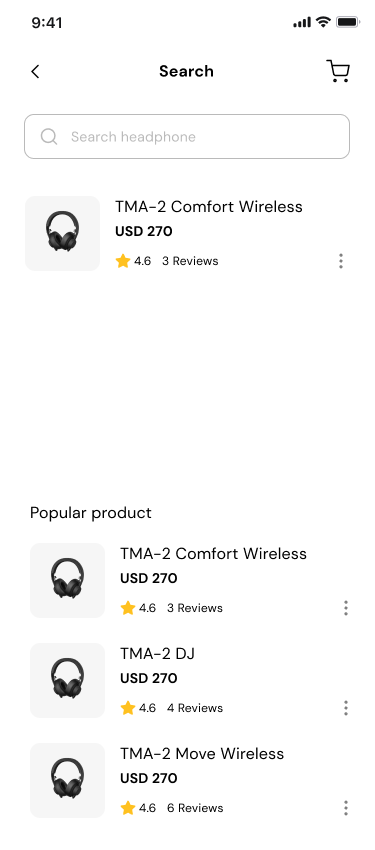 9:41
Search
Search headphone
TMA-2 Comfort Wireless
USD 270
4.6 3 Reviews
Popular product
TMA-2 Comfort Wireless
USD 270
4.6 3 Reviews
TMA-2 DJ
USD 270
4.6 4 Reviews
TMA-2 Move Wireless
USD 270
4.6 6 Reviews